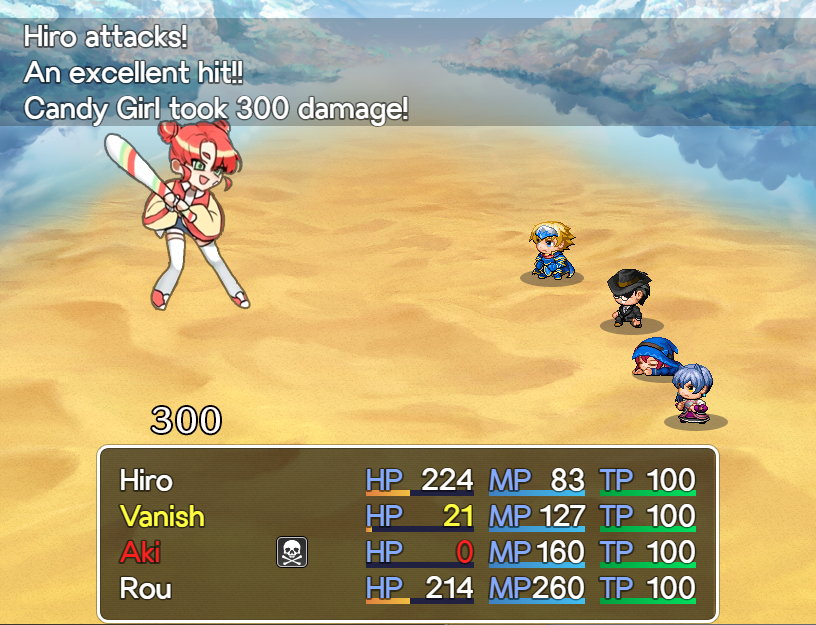 Hiro attacks!
An excellent hit!!
Candy Girl took 300 damage!
300
Hiro HP 224 MP 83 TP 100
Vanish HP 21 MP 127 TP 100
Aki HP 0 MP 160 TP 100
Rou HP 214 MP 260 TP 100